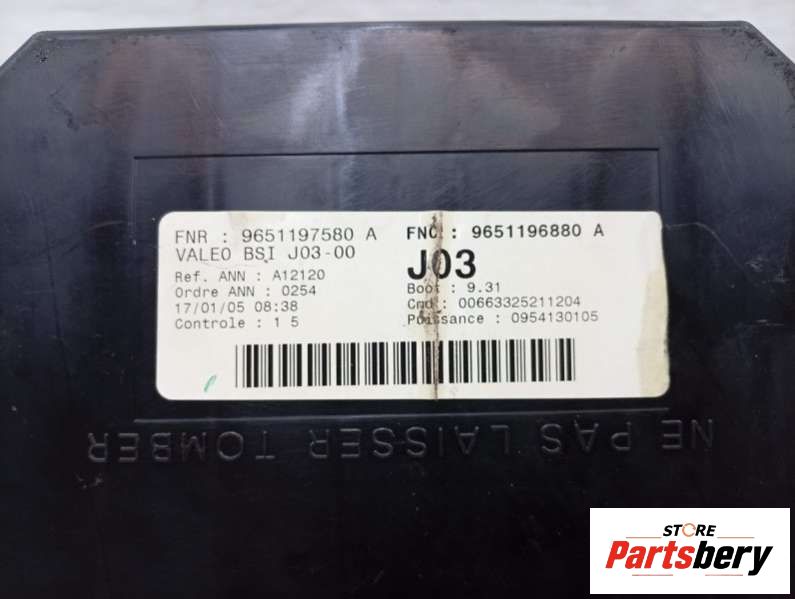 FNR : 9651197580 A
VALEO BSI J03-00
Ref. ANN : A12120
Ordre ANN : 0254
17/01/05 08:38
Controle : 1 5
FNC : 9651196880 A
J03
Boot : 9.31
Cmd : 00663325211204
Puissance : 0954130105
NE PAS LAISSER TOMBER
STORE
Partsbery